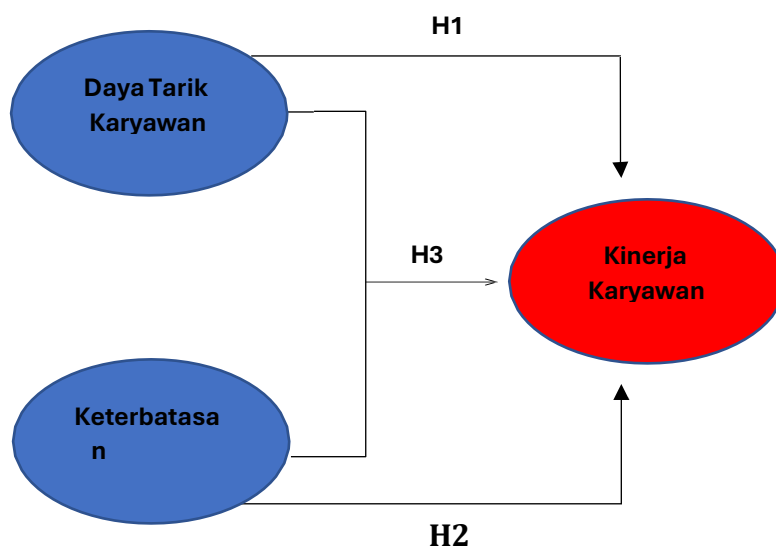 H1
Daya Tarik
Karyawan
H3
Kinerja
Karyawan
Keterbatasa
n
H2